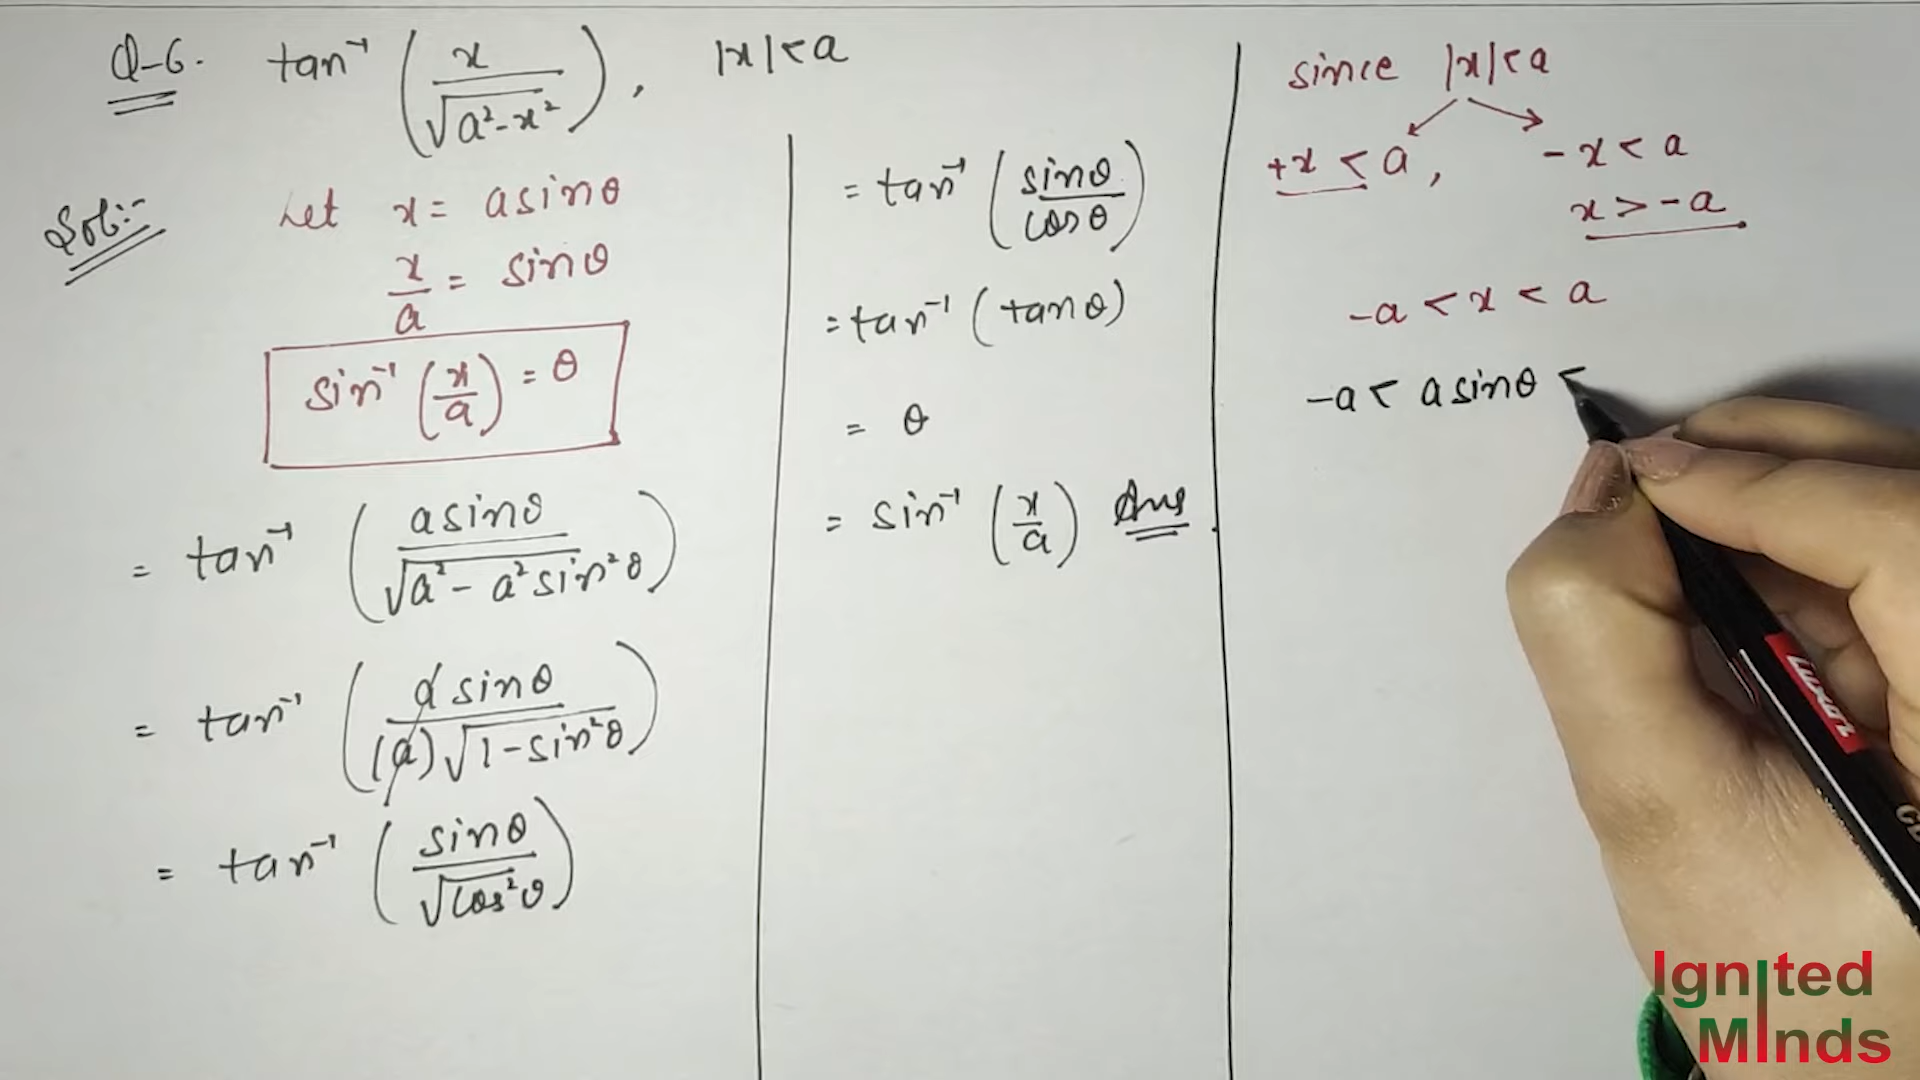 Q-6. tan⁻¹ (x/√(a²-x²)), |x|<a
Sol:-
Let x = a sinθ
x/a = sinθ
sin⁻¹ (x/a) = θ
= tan⁻¹ (a sinθ/√(a² - a² sin²θ))
= tan⁻¹ (a sinθ/(a)√(1-sin²θ))
= tan⁻¹ (sinθ/√(cos²θ))
= tan⁻¹ (sinθ/cosθ)
= tan⁻¹ (tanθ)
= θ
= sin⁻¹ (x/a) Ans
since |x|<a
+x < a, -x < a
x > -a
-a < x < a
-a < a sinθ <
LUXOR
Ignited
Minds